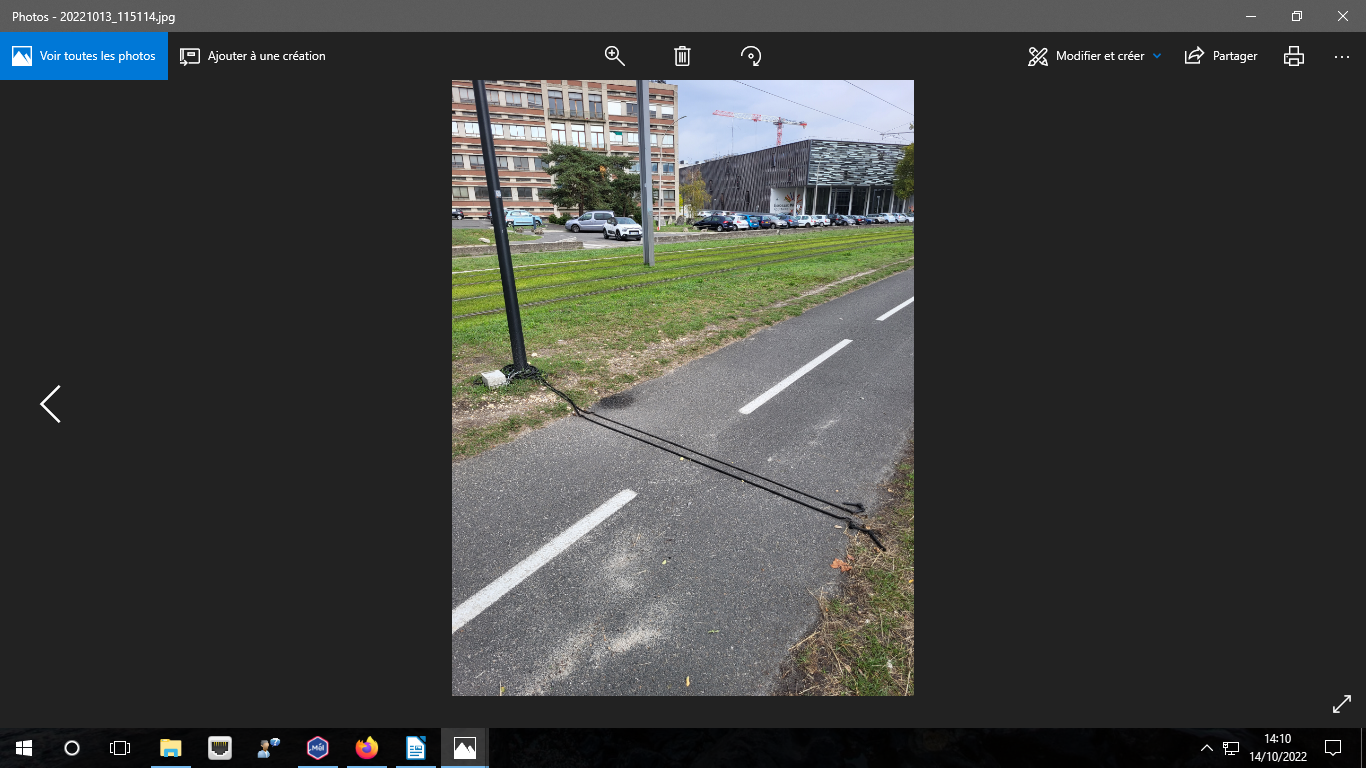 Photos - 20221013_115114.jpg
Voir toutes les photos
Ajouter à une création
Modifier et créer
Partager
14:10
14/10/2022